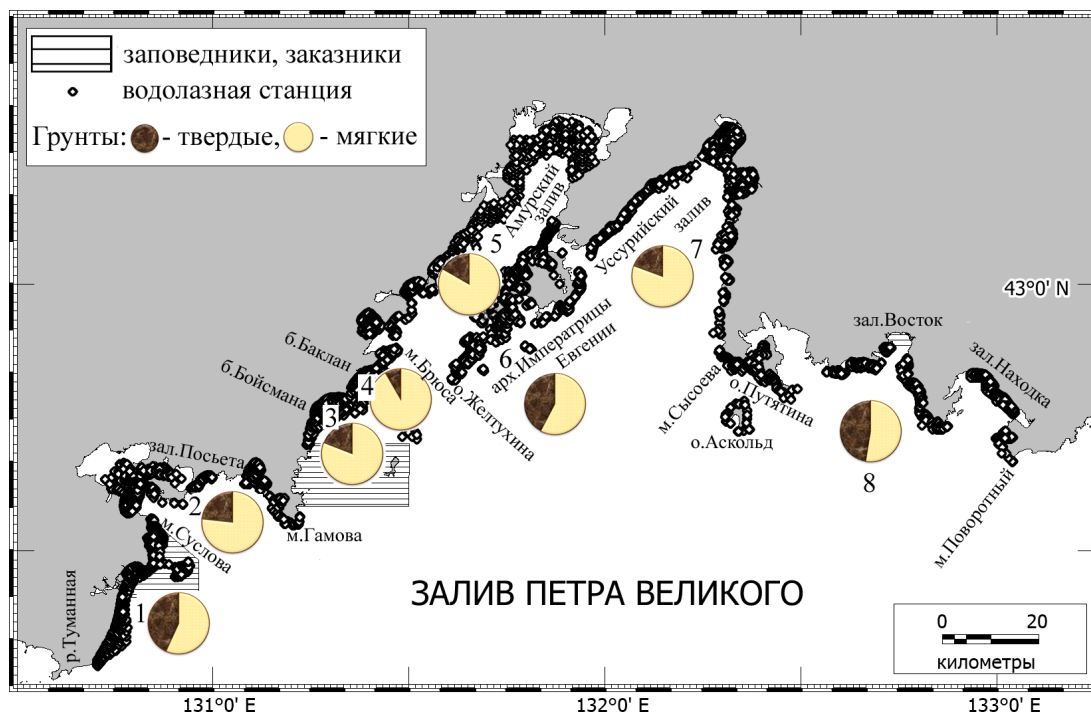 заповедники, заказники
водолазная станция
Грунты: - твердые, - мягкие
Амурский
залив
5
Уссурийский
залив
7
43°0' N
зал.Восток
6
арх.Императрицы
Евгении
б.Баклан
м.Брюса
зал.Находка
б.Бойсмана
4
о.Желтухина
м.Сысоева
о.Путятина
3
о.Аскольд
зал.Посьета
8
2
м.Суслова
м.Гамова
м.Поворотный
р.Туманная
1
ЗАЛИВ ПЕТРА ВЕЛИКОГО
0 20
километры
131°0' E
132°0' E
133°0' E